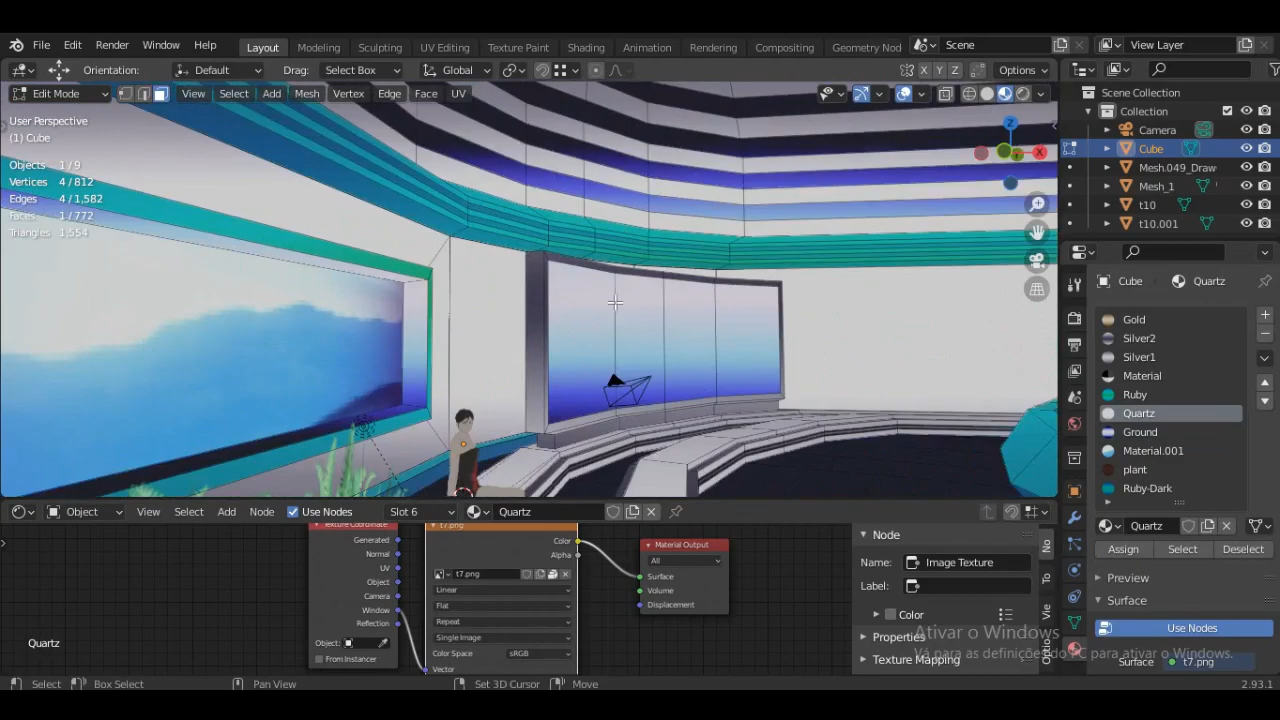 File Edit Render Window Help Layout Modeling Sculpting UV Editing Texture Paint Shading Animation Rendering Compositing Geometry Nod Scene View Layer
Orientation: Default Drag: Select Box Global X Y Z Options
Edit Mode View Select Add Mesh Vertex Edge Face UV
User Perspective
(1) Cube
Objects 1/9
Vertices 4/812
Edges 4/1,582
Faces 1/772
Triangles 1,554
Z
X
Scene Collection
Collection
Camera
Cube
Mesh.049_Draw
Mesh_1
t10
t10.001
Cube Quartz
Gold
Silver2
Silver1
Material
Ruby
Quartz
Ground
Material.001
plant
Ruby-Dark
Quartz
Assign Select Deselect
Preview
Surface
Use Nodes
Surface t7.png
Object View Select Add Node Use Nodes Slot 6 Quartz
Texture Coordinate
Generated
Normal
UV
Object
Camera
Window
Reflection
Object:
From Instancer
t7.png
Color
Alpha
t7.png
Linear
Flat
Repeat
Single Image
Color Space sRGB
Vector
Material Output
All
Surface
Volume
Displacement
Node
Name: Image Texture
Label:
Color
Properties
Texture Mapping
No
To
Vie
Optio
Quartz
Ativar o Windows
Vá para as definições do PC para ativar o Windows.
Select Box Select Pan View Set 3D Cursor Move 2.93.1